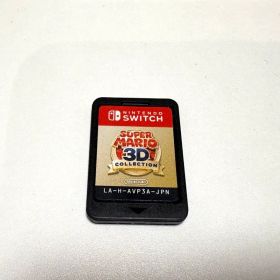 NINTENDO
SWITCH
SUPER
MARIO
3D
COLLECTION
LA-H-AVP3A-JPN